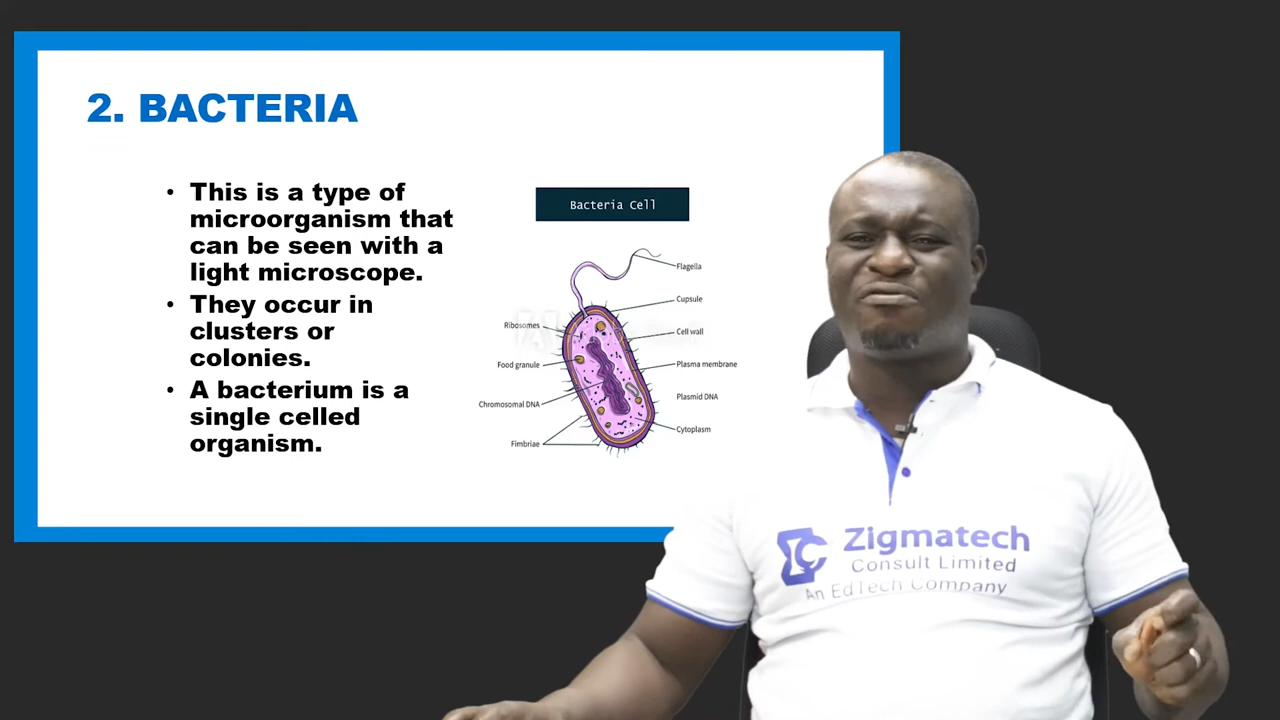 2. BACTERIA
• This is a type of
microorganism that
can be seen with a
light microscope.
• They occur in
clusters or
colonies.
• A bacterium is a
single celled
organism.
Bacteria Cell
Flagella
Cupsule
Ribosomes
Cell wall
Food granule
Plasma membrane
Plasmid DNA
Chromosomal DNA
Cytoplasm
Fimbriae
Zigmatech
Consult Limited
An EdTech Company